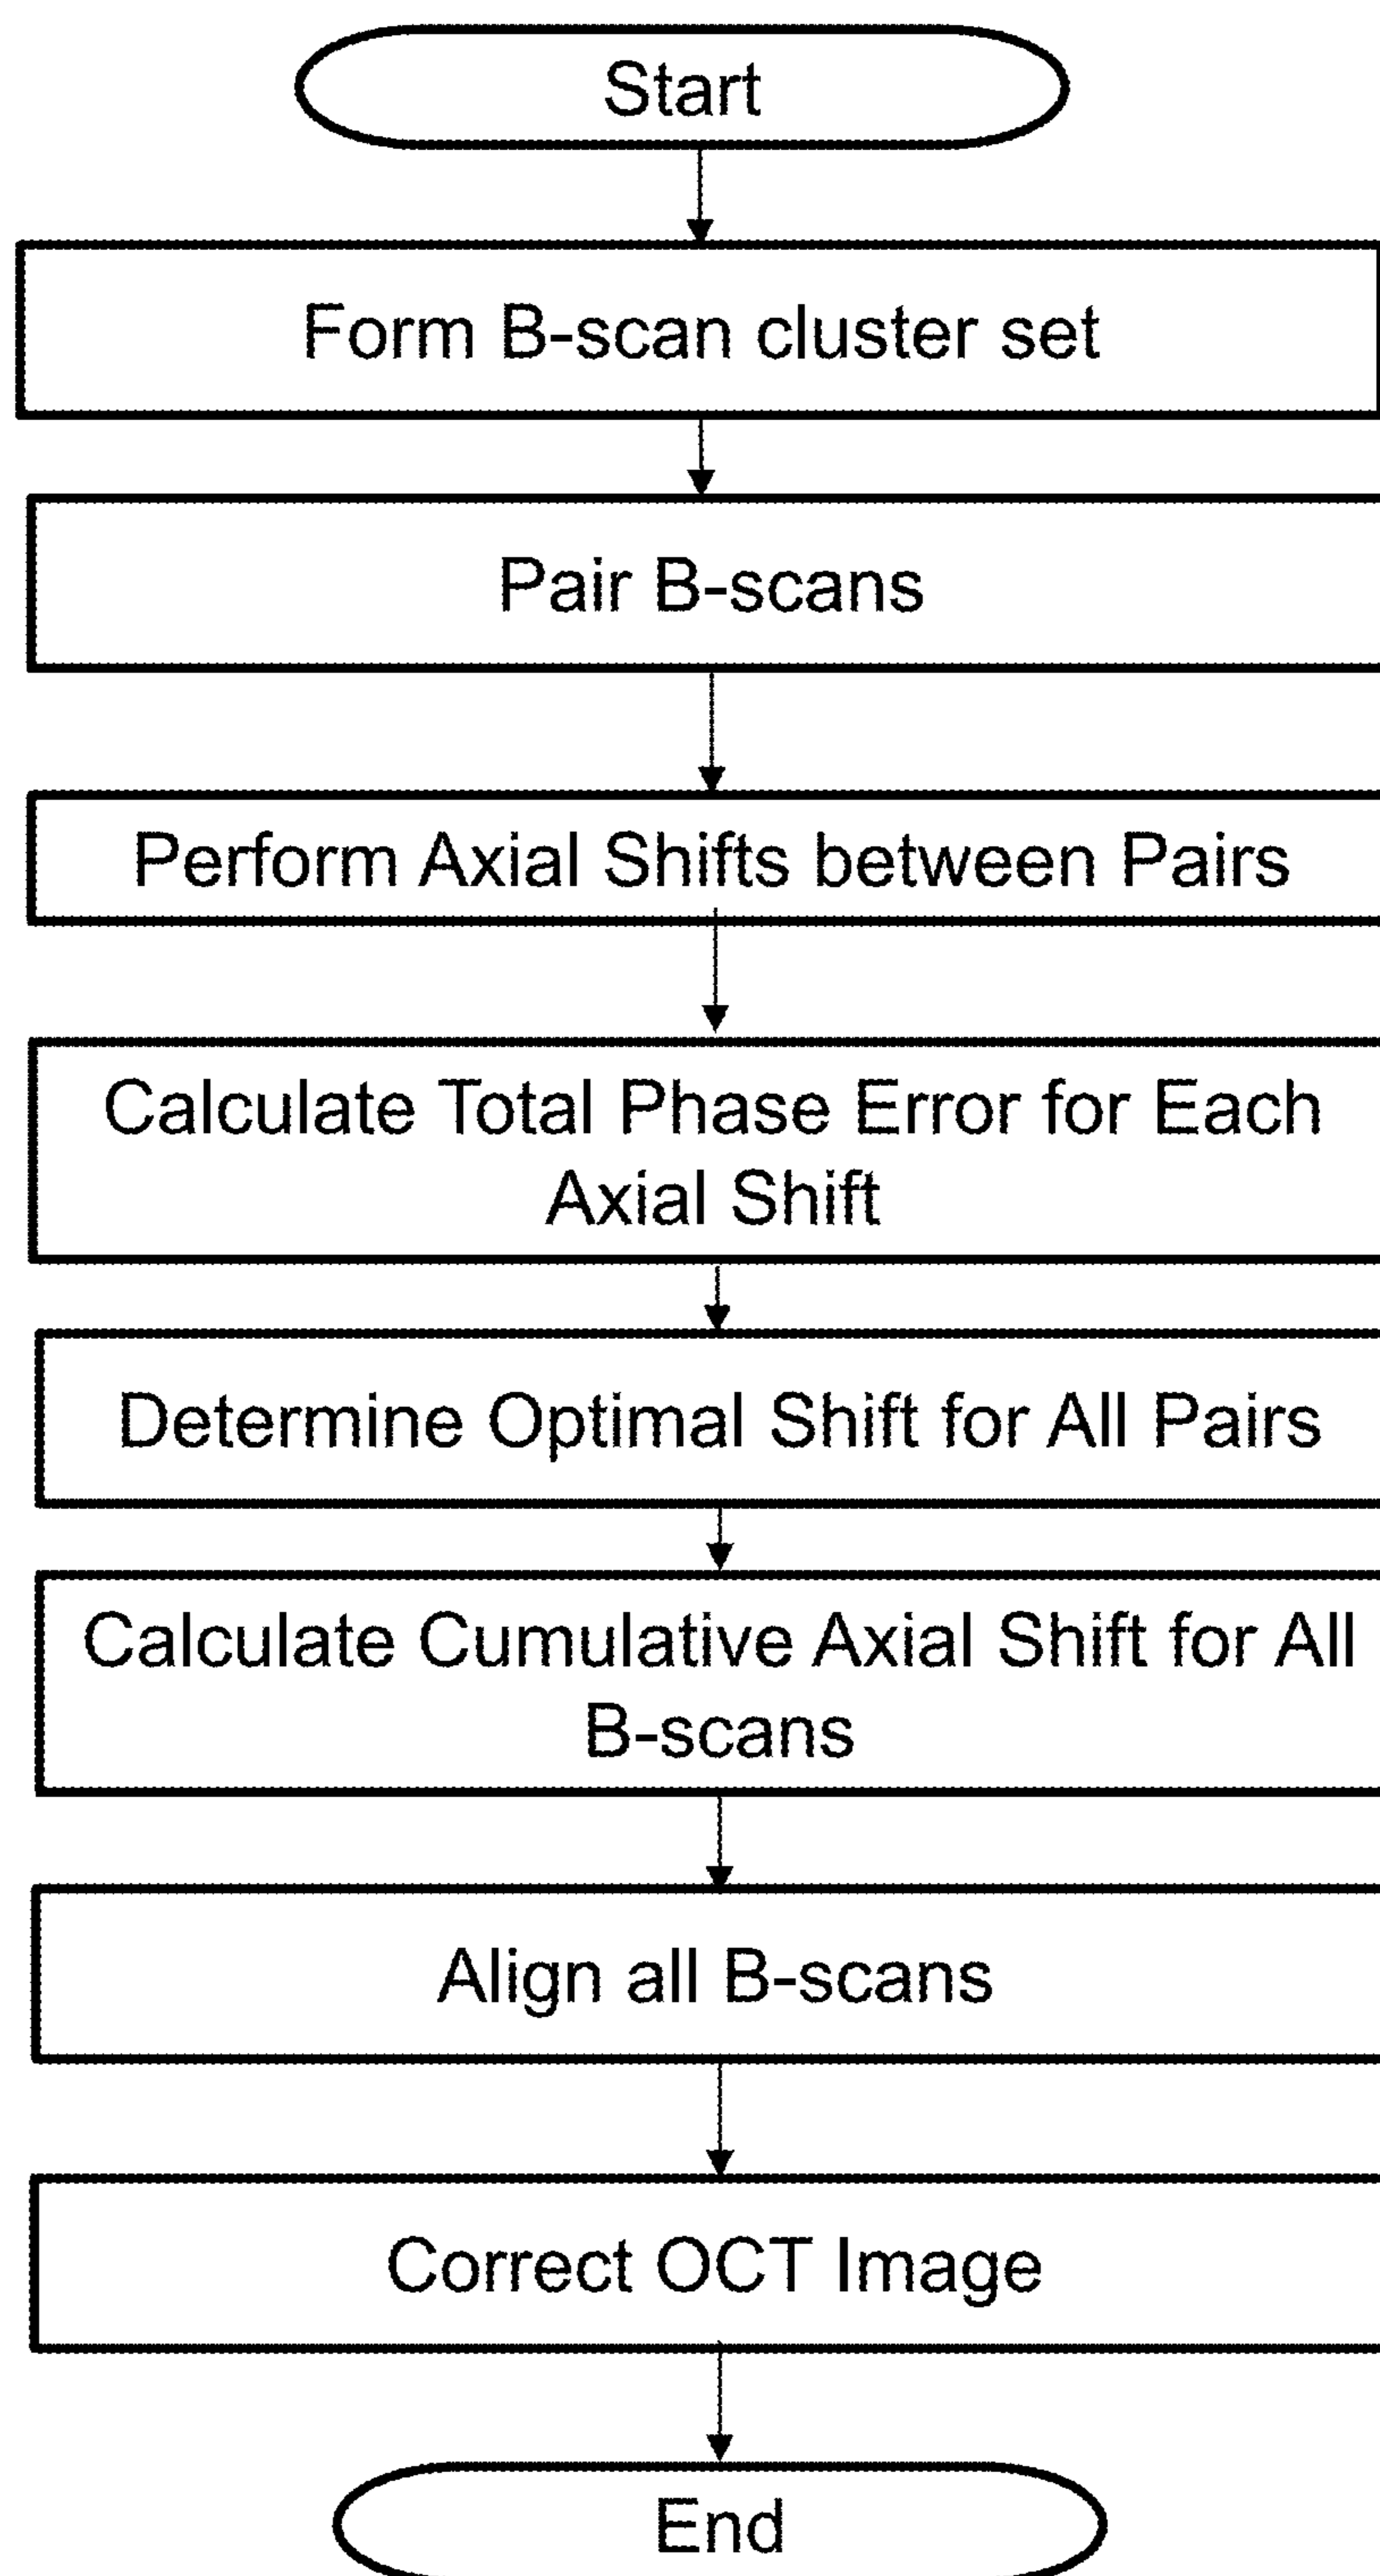 Start
Form B-scan cluster set
Pair B-scans
Perform Axial Shifts between Pairs
Calculate Total Phase Error for Each
Axial Shift
Determine Optimal Shift for All Pairs
Calculate Cumulative Axial Shift for All
B-scans
Align all B-scans
Correct OCT Image
End